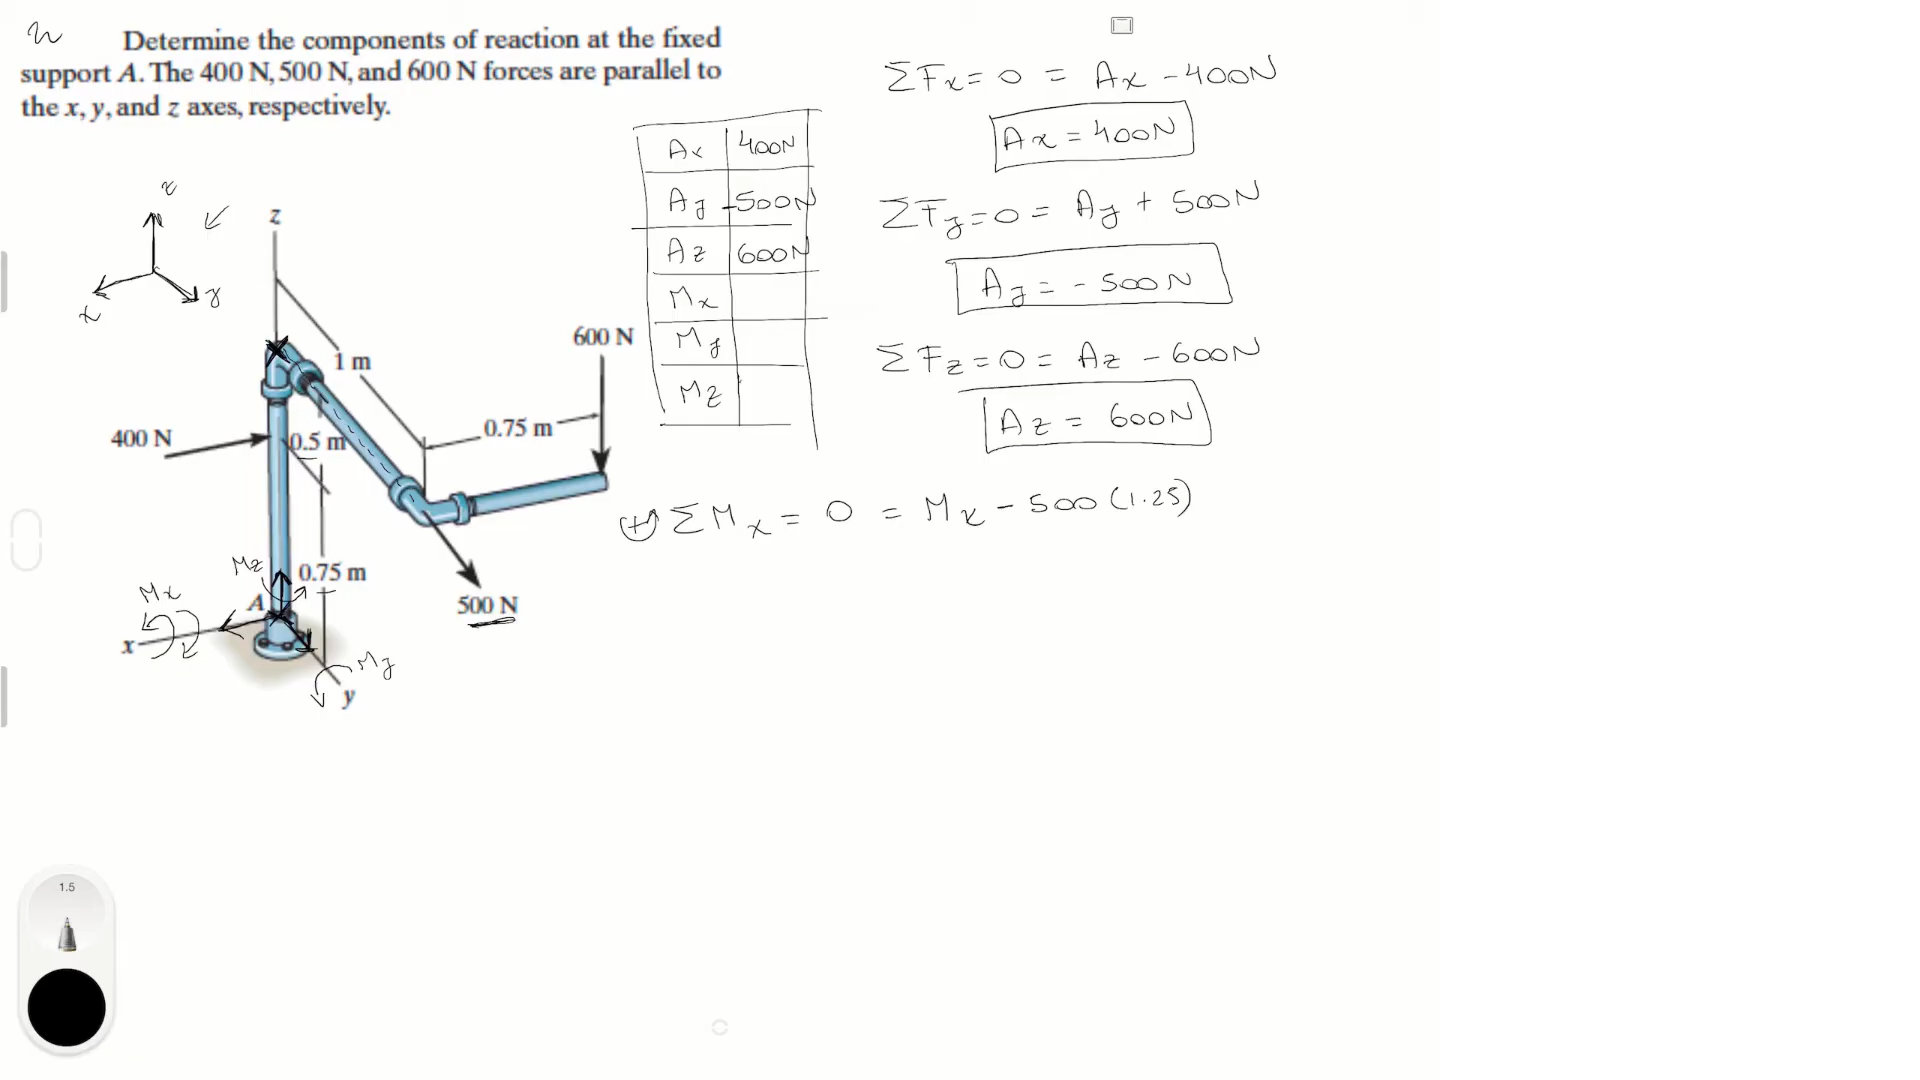 Determine the components of reaction at the fixed
support A. The 400 N, 500 N, and 600 N forces are parallel to
the x, y, and z axes, respectively.
z
x
y
z
1 m
600 N
0.75 m
400 N
0.5 m
0.75 m
500 N
Mz
Mx
A
x
My
y
Ax 400N
Ay -500N
Az 600N
Mx
My
Mz
ΣFx = 0 = Ax - 400N
Ax = 400N
ΣFy = 0 = Ay + 500N
Ay = - 500N
ΣFz = 0 = Az - 600N
Az = 600N
ΣMx = 0 = Mx - 500 (1.25)
1.5